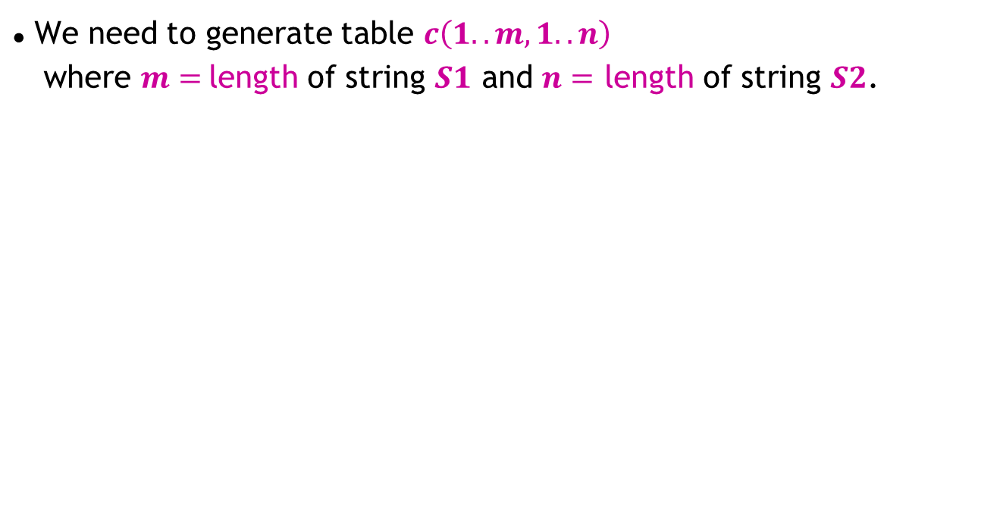 • We need to generate table c(1..m, 1..n)
where m = length of string S1 and n = length of string S2.